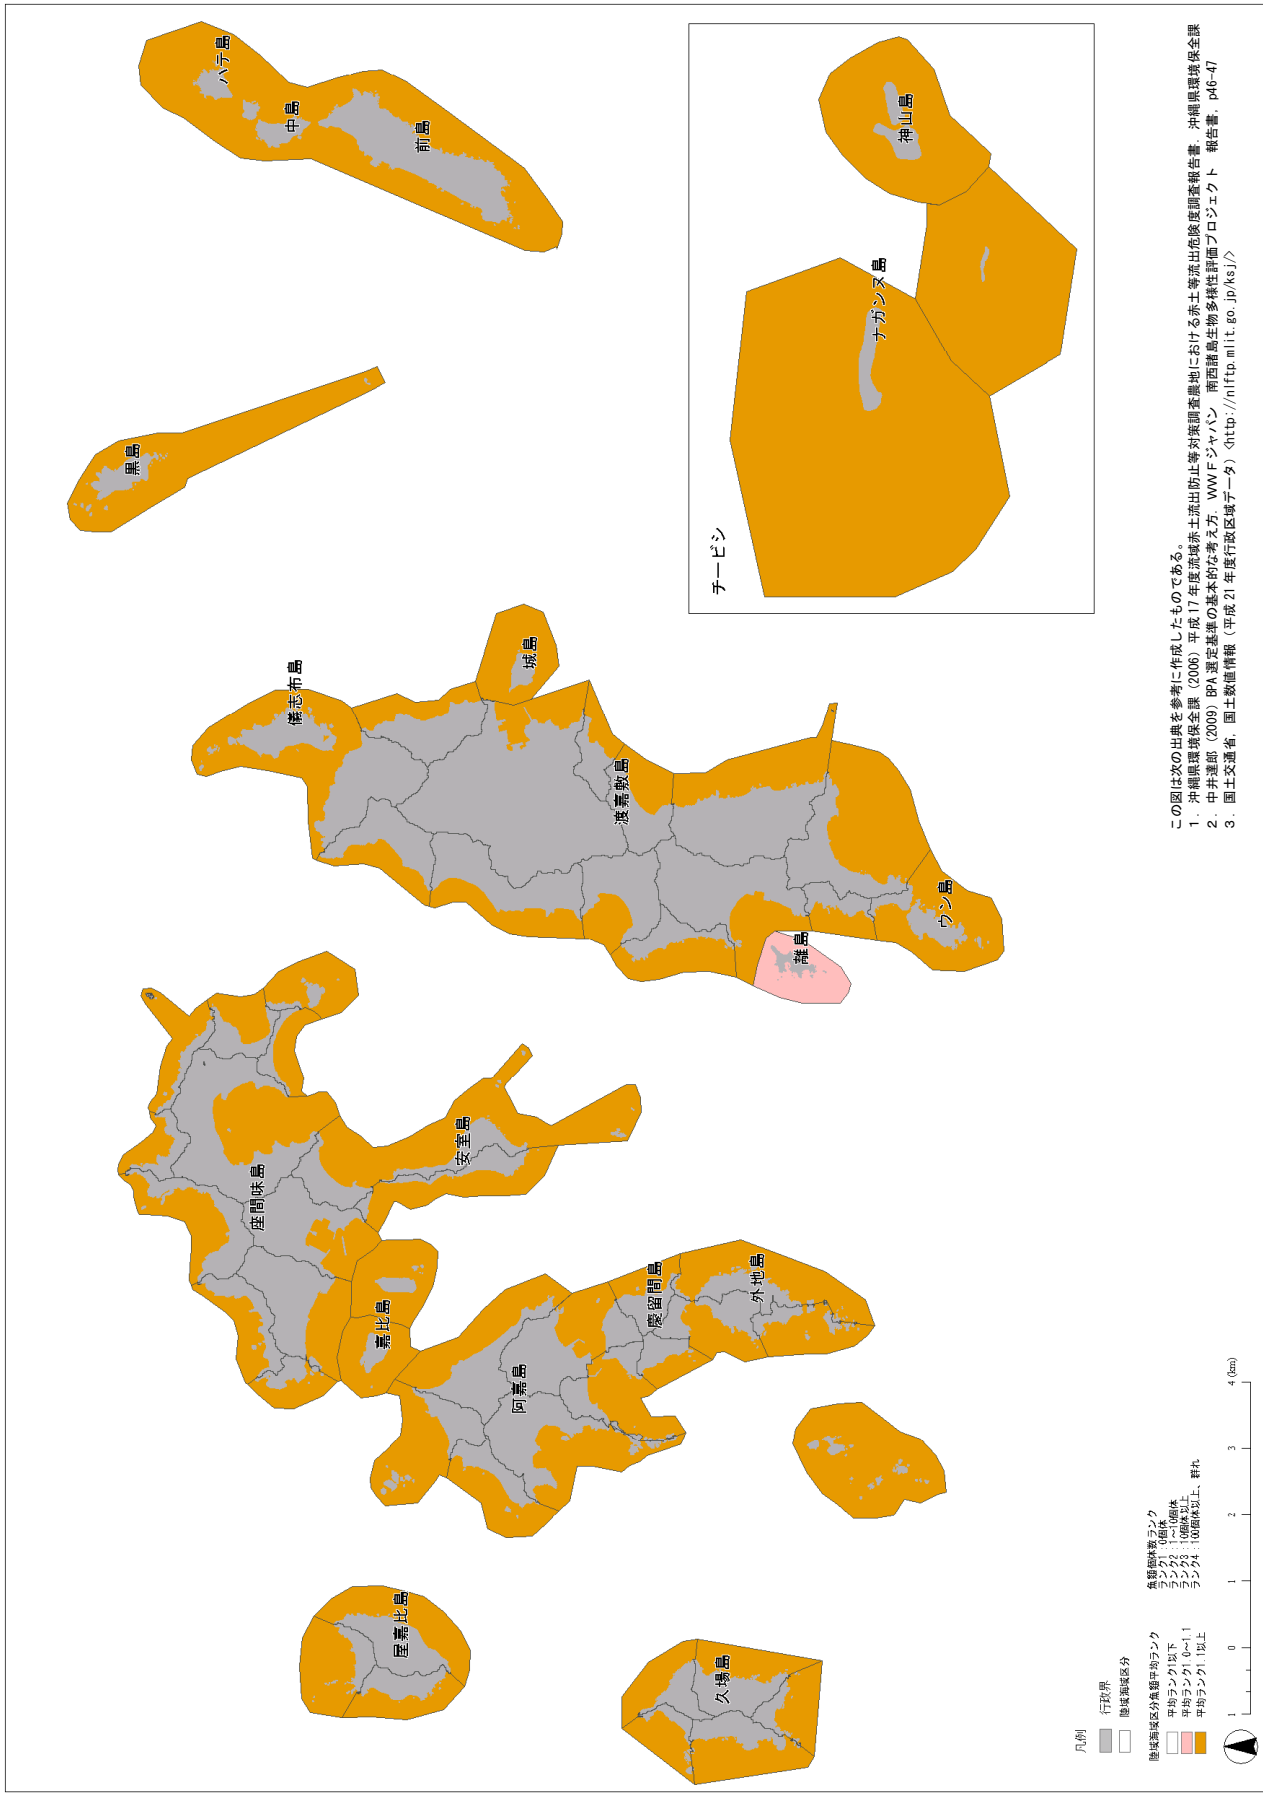 ハテ島
中島
前島
黒島
チービシ
神山島
ナガンヌ島
儀志布島
城島
渡嘉敷島
離島
ウン島
座間味島
安室島
嘉比島
阿嘉島
慶留間島
外地島
屋嘉比島
久場島
この図は次の出典を参考に作成したものである。
1. 沖縄県環境保全課 (2006) 平成17年度流域赤土流出防止等対策調査農地における赤土等流出危険度調査報告書. 沖縄県環境保全課
2. 中井達郎 (2009) BPA選定基準の基本的な考え方. WWFジャパン 南西諸島生物多様性評価プロジェクト 報告書. p46-47
3. 国土交通省. 国土数値情報 (平成21年度行政区域データ) <http://nlftp.mlit.go.jp/ksj/>
凡例
行政界
陸域海域区分
陸域海域区分魚類平均ランク
平均ランク1以下
平均ランク1.0~1.1
平均ランク1.1以上
魚類個体数ランク
ランク1:0個体
ランク2:1~10個体
ランク3:10個体以上
ランク4:100個体以上、群れ
1 0 1 2 3 4 (km)